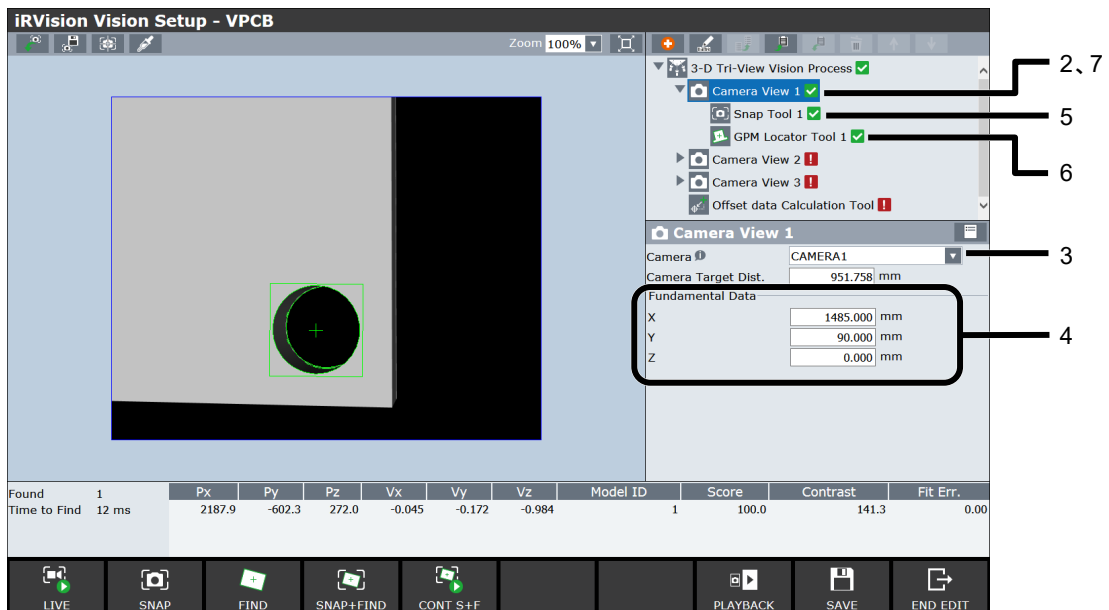 iRVision Vision Setup - VPCB
Zoom 100%
3-D Tri-View Vision Process
2、7
Camera View 1
Snap Tool 1
5
GPM Locator Tool 1
Camera View 2 !
6
Camera View 3 !
Offset data Calculation Tool !
Camera View 1
Camera CAMERA1
3
Camera Target Dist. 951.758 mm
Fundamental Data
X 1485.000 mm
Y 90.000 mm
4
Z 0.000 mm
Found 1 Px Py Pz Vx Vy Vz Model ID Score Contrast Fit Err.
Time to Find 12 ms 2187.9 -602.3 272.0 -0.045 -0.172 -0.984 1 100.0 141.3 0.00
LIVE SNAP FIND SNAP+FIND CONT S+F PLAYBACK SAVE END EDIT